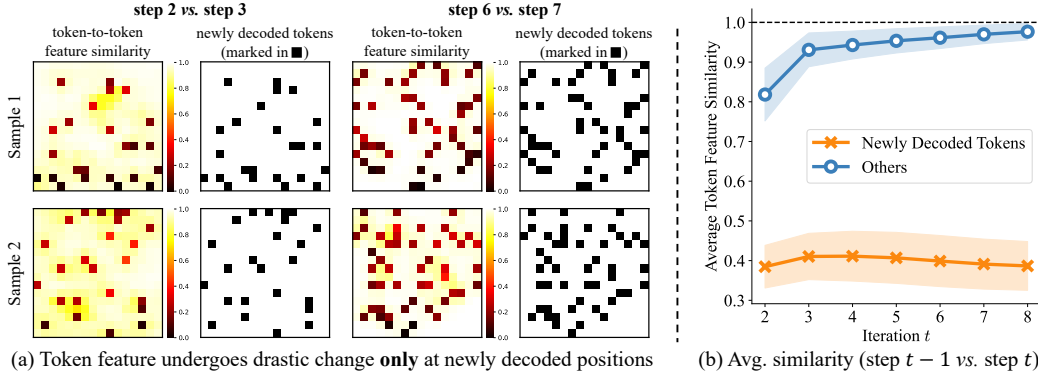 step 2 vs. step 3
step 6 vs. step 7
token-to-token
feature similarity
newly decoded tokens
(marked in ■)
token-to-token
feature similarity
newly decoded tokens
(marked in ■)
Sample 1
1.0
0.8
0.6
0.4
0.2
0.0
1.0
0.8
0.6
0.4
0.2
0.0
Sample 2
1.0
0.8
0.6
0.4
0.2
0.0
1.0
0.8
0.6
0.4
0.2
0.0
(a) Token feature undergoes drastic change only at newly decoded positions
Average Token Feature Similarity
1.0
0.9
0.8
0.7
0.6
0.5
0.4
0.3
Newly Decoded Tokens
Others
2 3 4 5 6 7 8
Iteration t
(b) Avg. similarity (step t − 1 vs. step t)